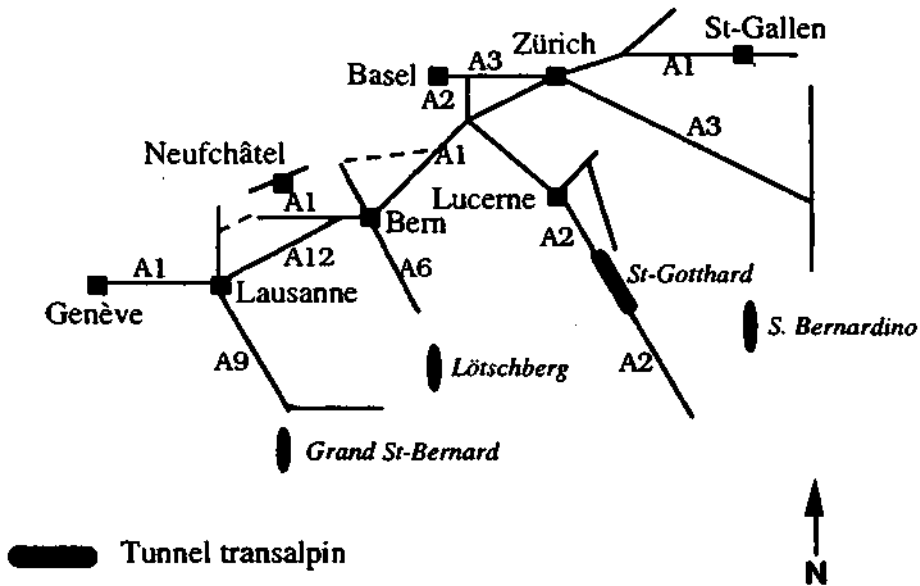 St-Gallen
Zürich
A3
Basel
A1
A2
A3
Neufchâtel
A1
A1
Lucerne
Bern
A2
A12
A6
St-Gotthard
A1
Lausanne
Genève
S. Bernardino
A9
Lötschberg
A2
Grand St-Bernard
Tunnel transalpin
N